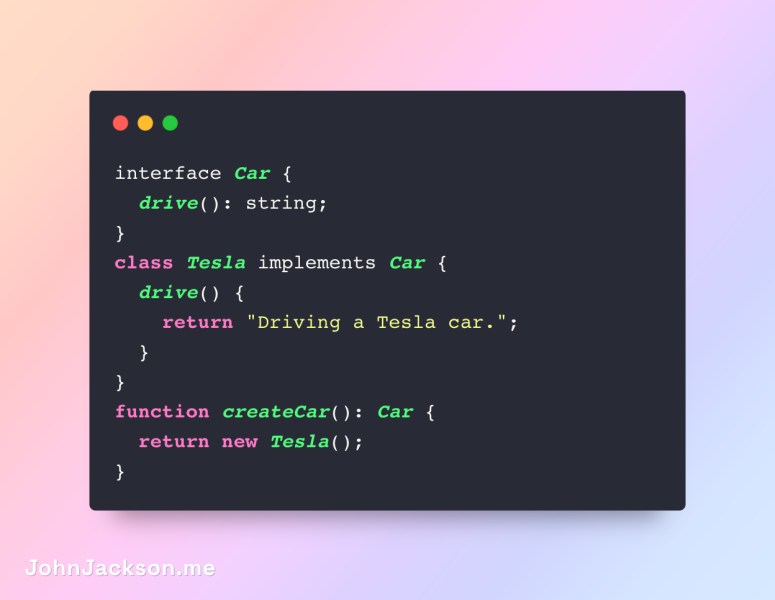 interface Car {
  drive(): string;
}
class Tesla implements Car {
  drive() {
    return "Driving a Tesla car.";
  }
}
function createCar(): Car {
  return new Tesla();
}
JohnJackson.me